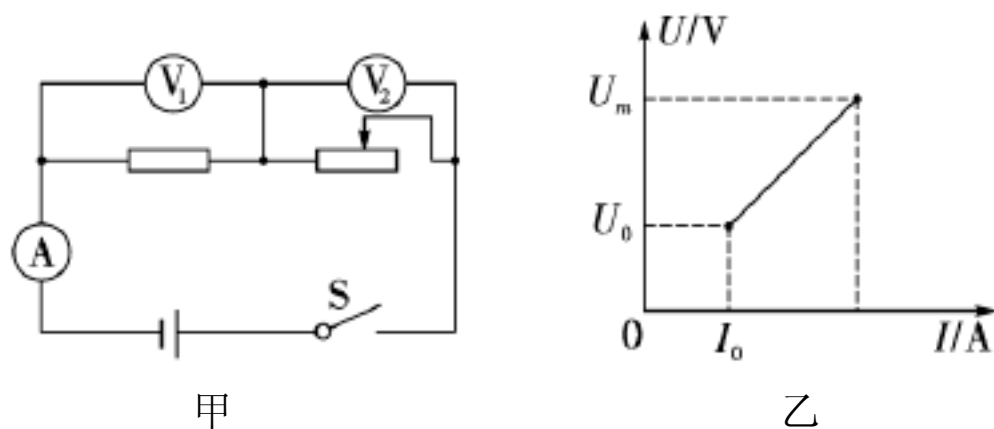 V₁
V₂
A
S
甲
U/V
Uₘ
U₀
0
I₀
I/A
乙